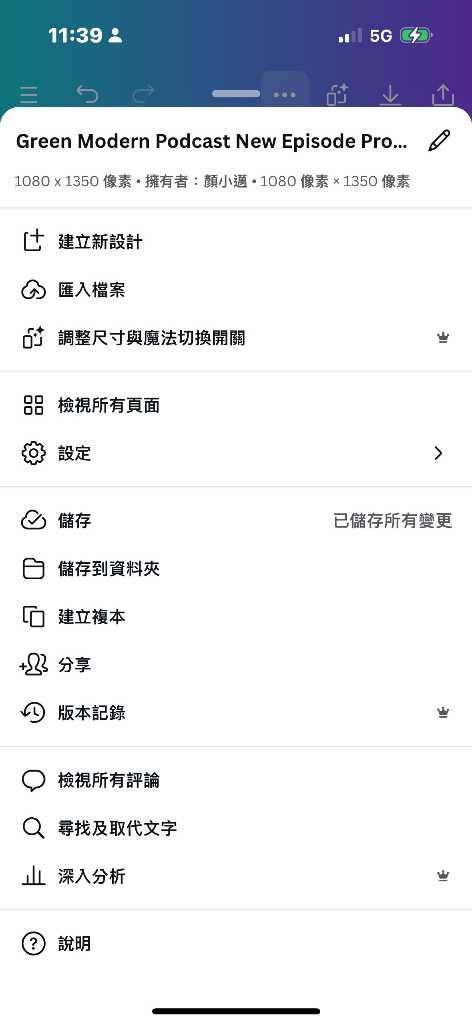 11:39
5G
Green Modern Podcast New Episode Pro...
1080 x 1350 像素 • 擁有者：顏小邁 • 1080 像素 × 1350 像素
建立新設計
匯入檔案
調整尺寸與魔法切換開關
檢視所有頁面
設定
儲存 已儲存所有變更
儲存到資料夾
建立複本
分享
版本記錄
檢視所有評論
尋找及取代文字
深入分析
說明